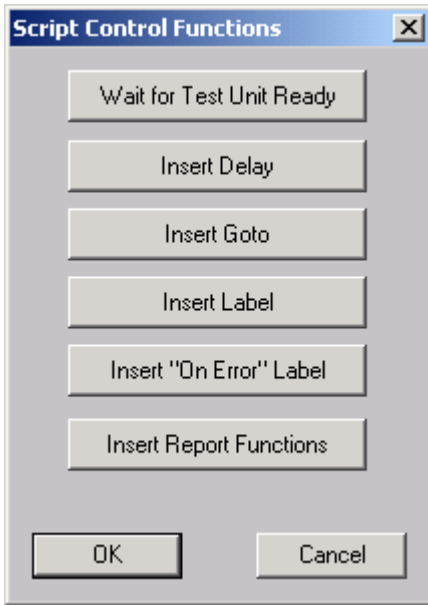 Script Control Functions
Wait for Test Unit Ready
Insert Delay
Insert Goto
Insert Label
Insert "On Error" Label
Insert Report Functions
OK Cancel